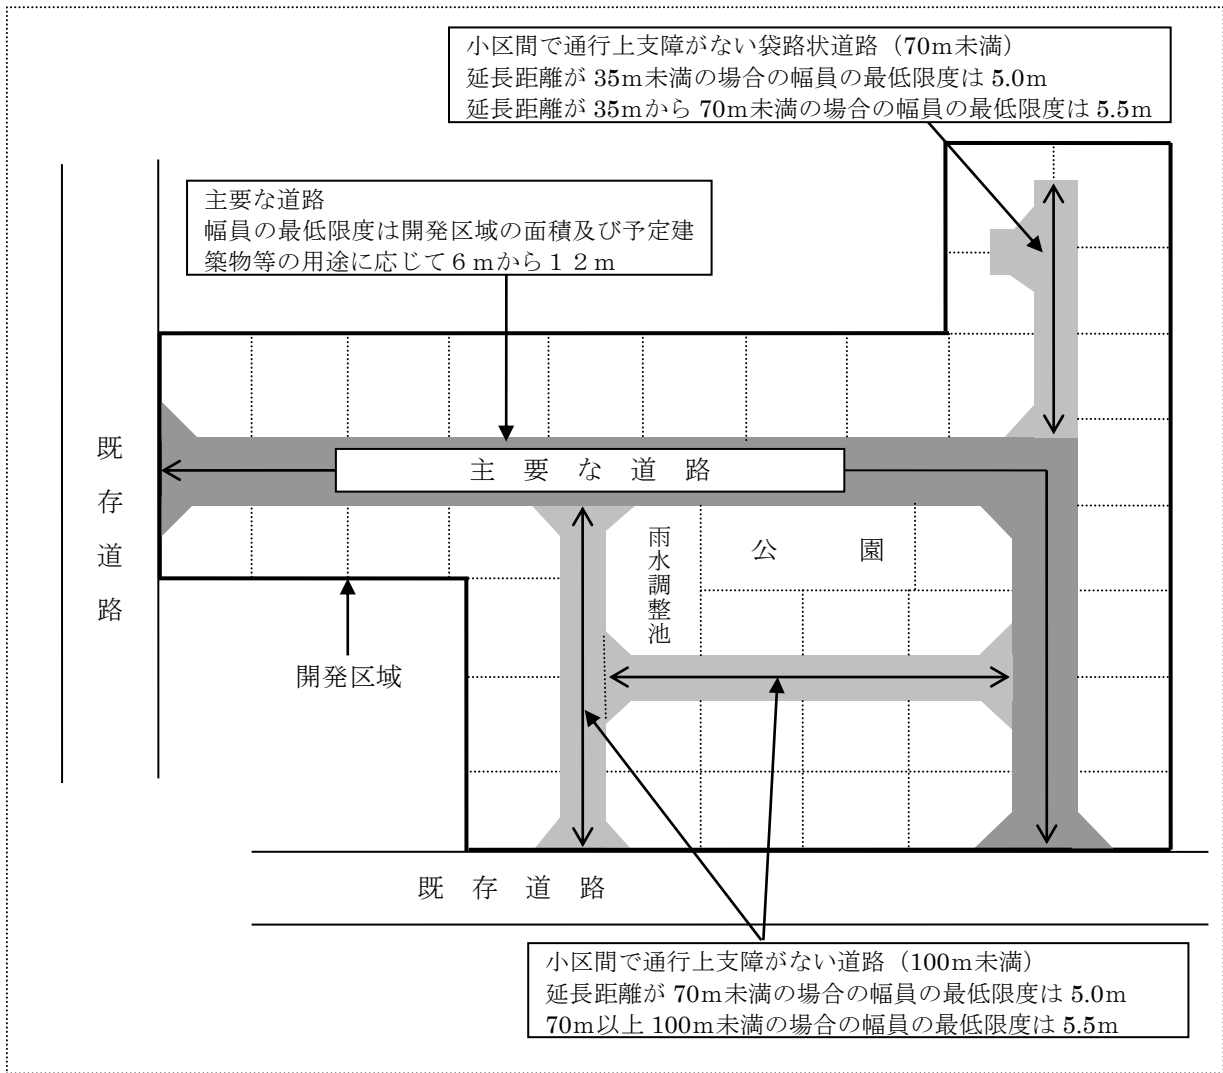 小区間で通行上支障がない袋路状道路（70ｍ未満）
延長距離が 35ｍ未満の場合の幅員の最低限度は 5.0ｍ
延長距離が 35ｍから 70ｍ未満の場合の幅員の最低限度は 5.5ｍ
主要な道路
幅員の最低限度は開発区域の面積及び予定建
築物等の用途に応じて６ｍから１２ｍ
既存道路
主要な道路
雨水調整池
公園
開発区域
既存道路
小区間で通行上支障がない道路（100ｍ未満）
延長距離が 70ｍ未満の場合の幅員の最低限度は 5.0ｍ
70ｍ以上 100ｍ未満の場合の幅員の最低限度は 5.5ｍ